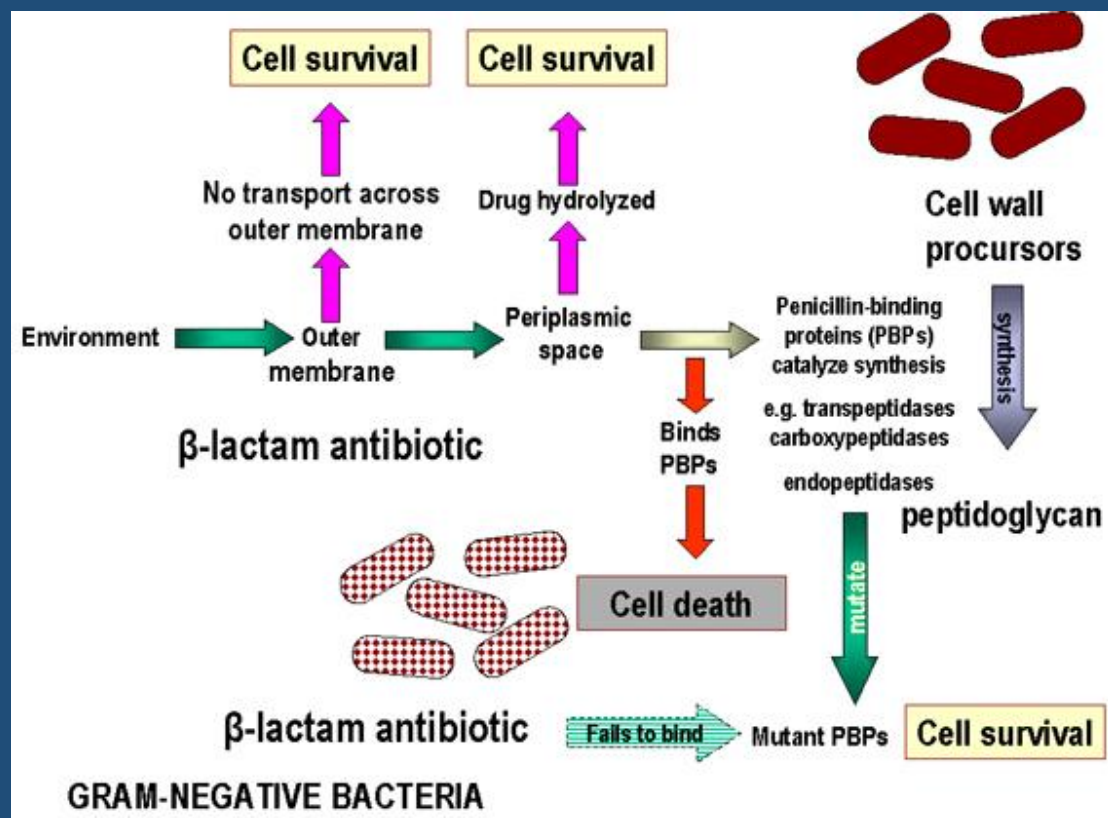 Cell survival
Cell survival
No transport across
outer membrane
Drug hydrolyzed
Cell wall
procursors
Environment
Outer
membrane
Periplasmic
space
Penicillin-binding
proteins (PBPs)
catalyze synthesis
e.g. transpeptidases
carboxypeptidases
endopeptidases
synthesis
β-lactam antibiotic
Binds
PBPs
peptidoglycan
Cell death
mutate
β-lactam antibiotic
Fails to bind
Mutant PBPs
Cell survival
GRAM-NEGATIVE BACTERIA